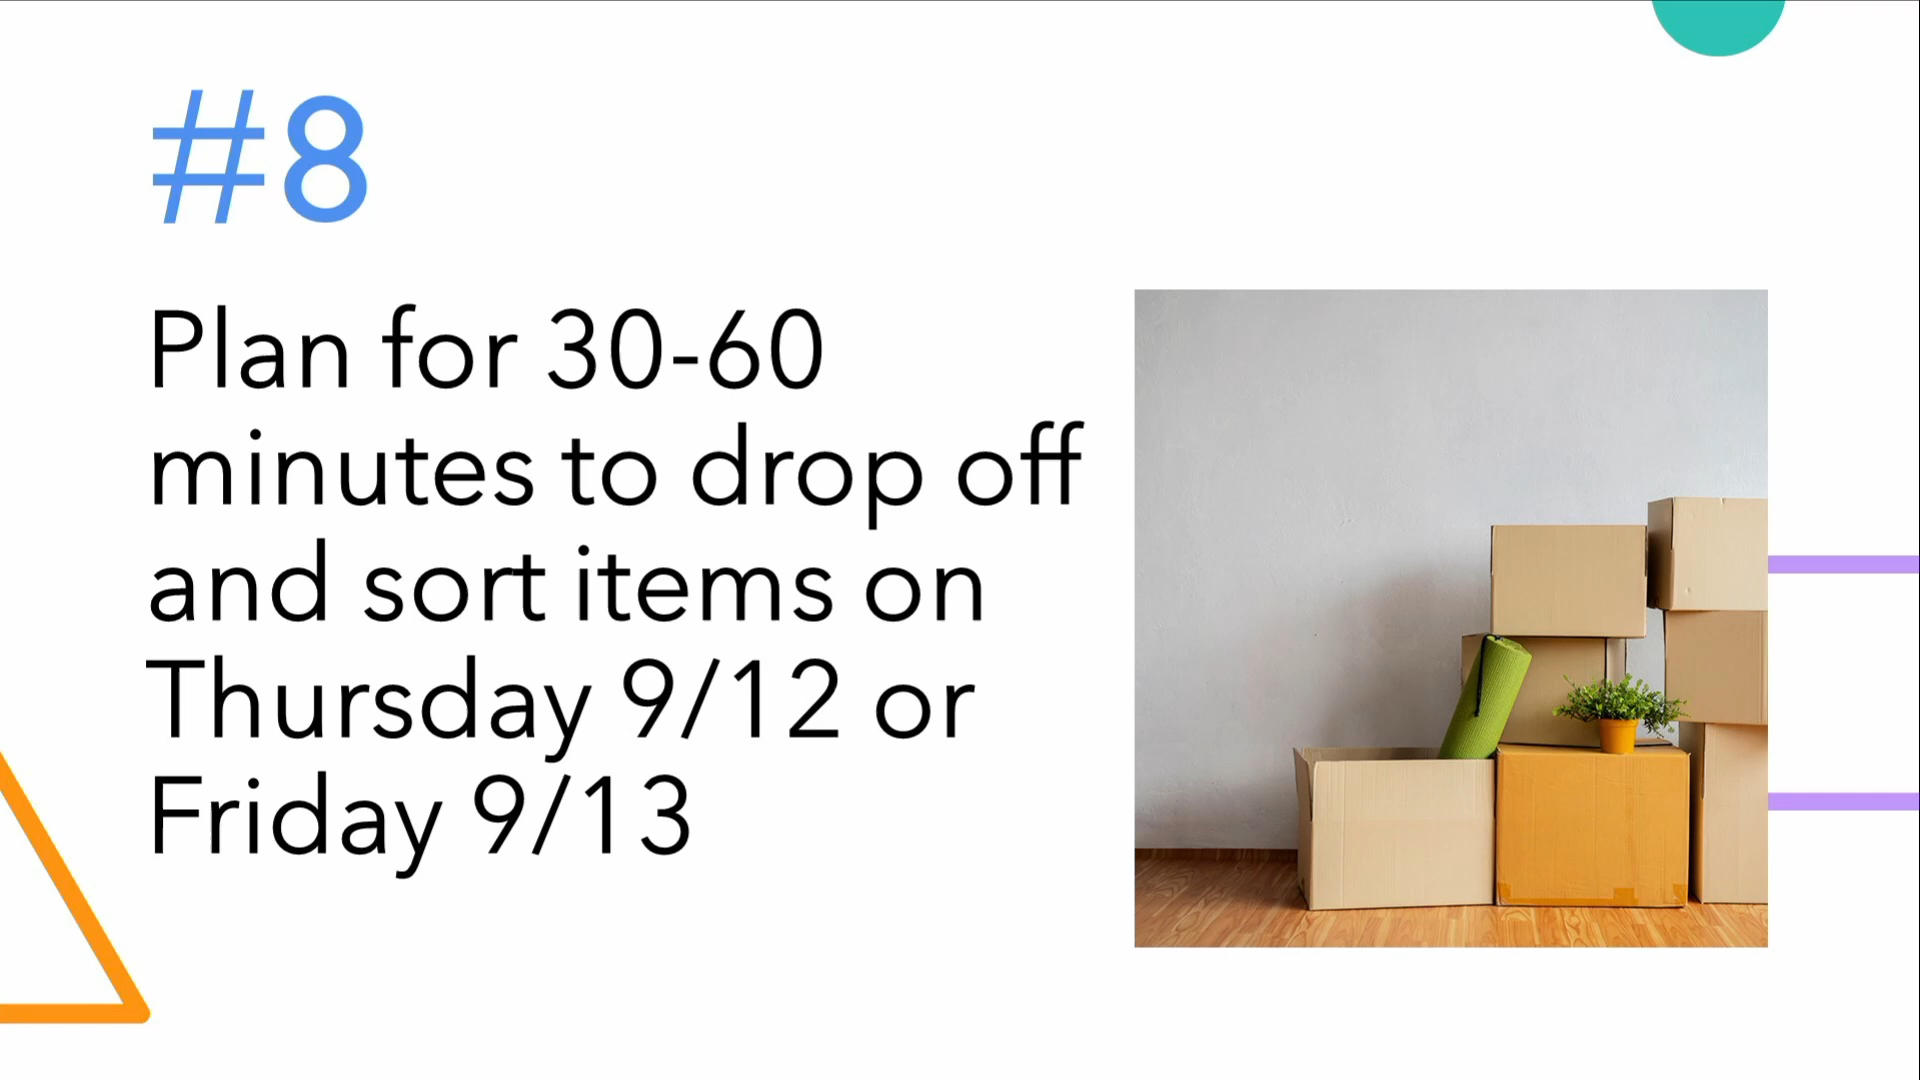 #8
Plan for 30-60
minutes to drop off
and sort items on
Thursday 9/12 or
Friday 9/13